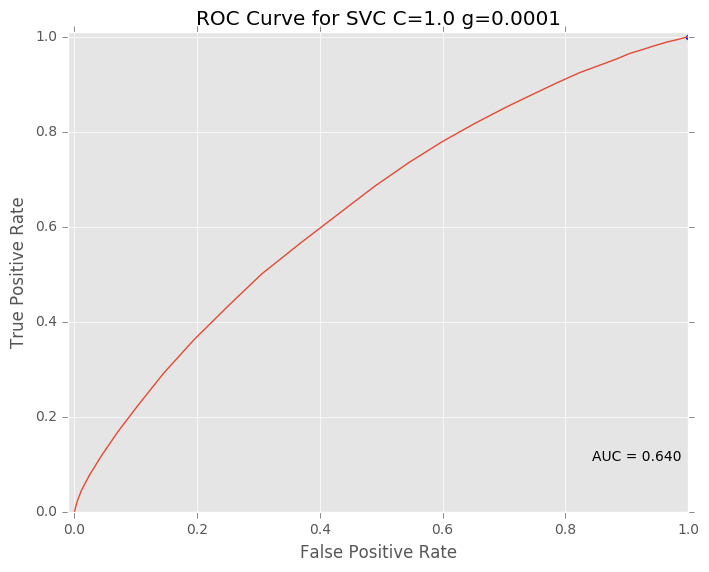 ROC Curve for SVC C=1.0 g=0.0001
1.0
0.8
0.6
0.4
0.2
0.0
True Positive Rate
AUC = 0.640
0.0 0.2 0.4 0.6 0.8 1.0
False Positive Rate